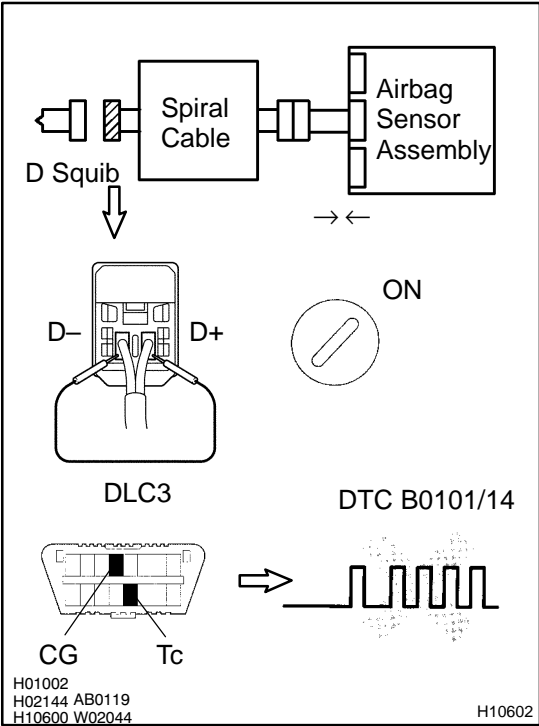 Spiral
Cable
Airbag
Sensor
Assembly
D Squib
ON
D– D+
DLC3
DTC B0101/14
CG Tc
H01002
H02144 AB0119
H10600 W02044
H10602